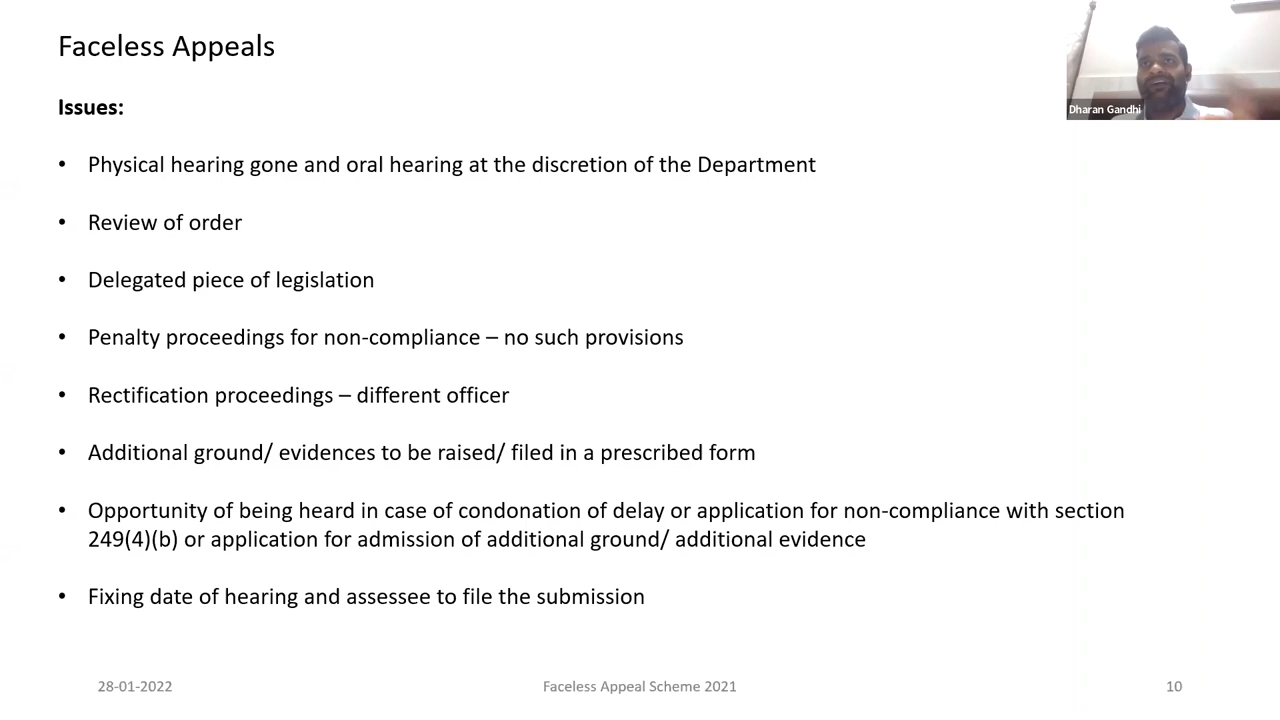 Faceless Appeals
Dharan Gandhi
Issues:
• Physical hearing gone and oral hearing at the discretion of the Department
• Review of order
• Delegated piece of legislation
• Penalty proceedings for non-compliance – no such provisions
• Rectification proceedings – different officer
• Additional ground/ evidences to be raised/ filed in a prescribed form
• Opportunity of being heard in case of condonation of delay or application for non-compliance with section
249(4)(b) or application for admission of additional ground/ additional evidence
• Fixing date of hearing and assessee to file the submission
28-01-2022
Faceless Appeal Scheme 2021
10